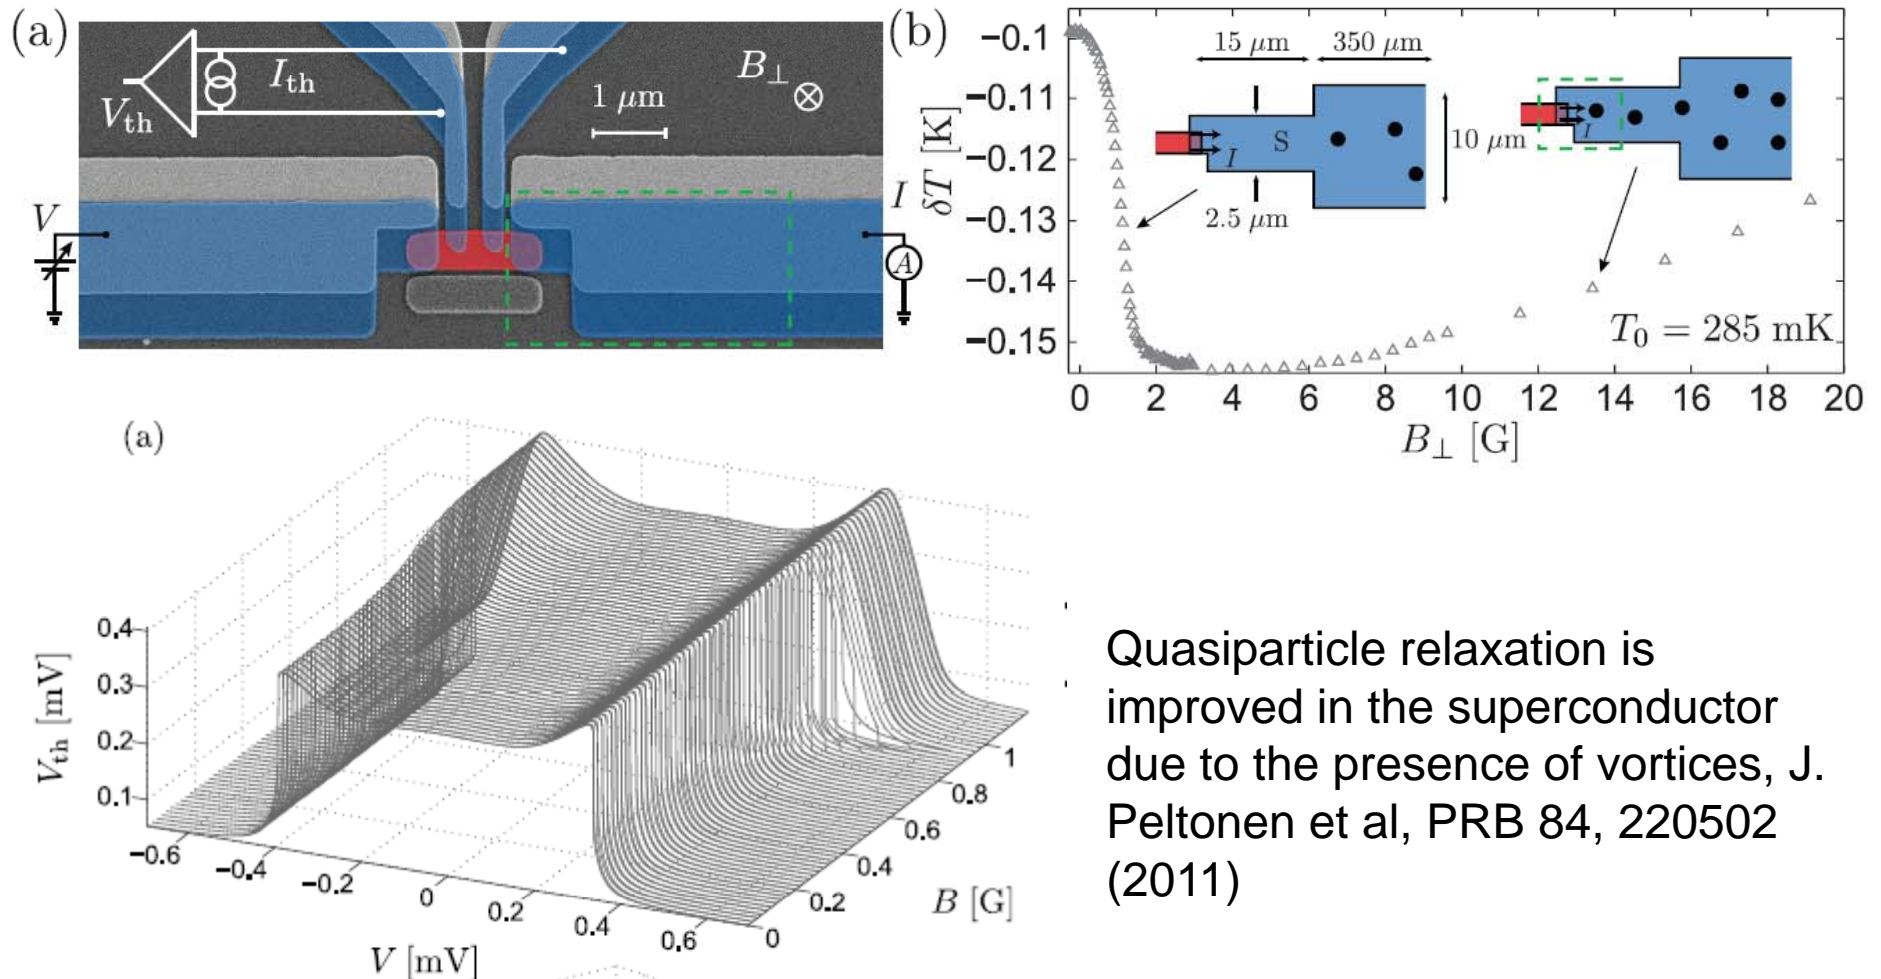 (a)
V_th
I_th
1 μm
B⊥ ⊗
V
I
A
(b)
δT [K]
−0.1
−0.11
−0.12
−0.13
−0.14
−0.15
15 μm 350 μm
S
I
2.5 μm
10 μm
I
T_0 = 285 mK
0 2 4 6 8 10 12 14 16 18 20
B⊥ [G]
(a)
V_th [mV]
0.4
0.3
0.2
0.1
−0.6 −0.4 −0.2 0 0.2 0.4 0.6
V [mV]
0 0.2 0.4 0.6 0.8 1
B [G]
Quasiparticle relaxation is
improved in the superconductor
due to the presence of vortices, J.
Peltonen et al, PRB 84, 220502
(2011)